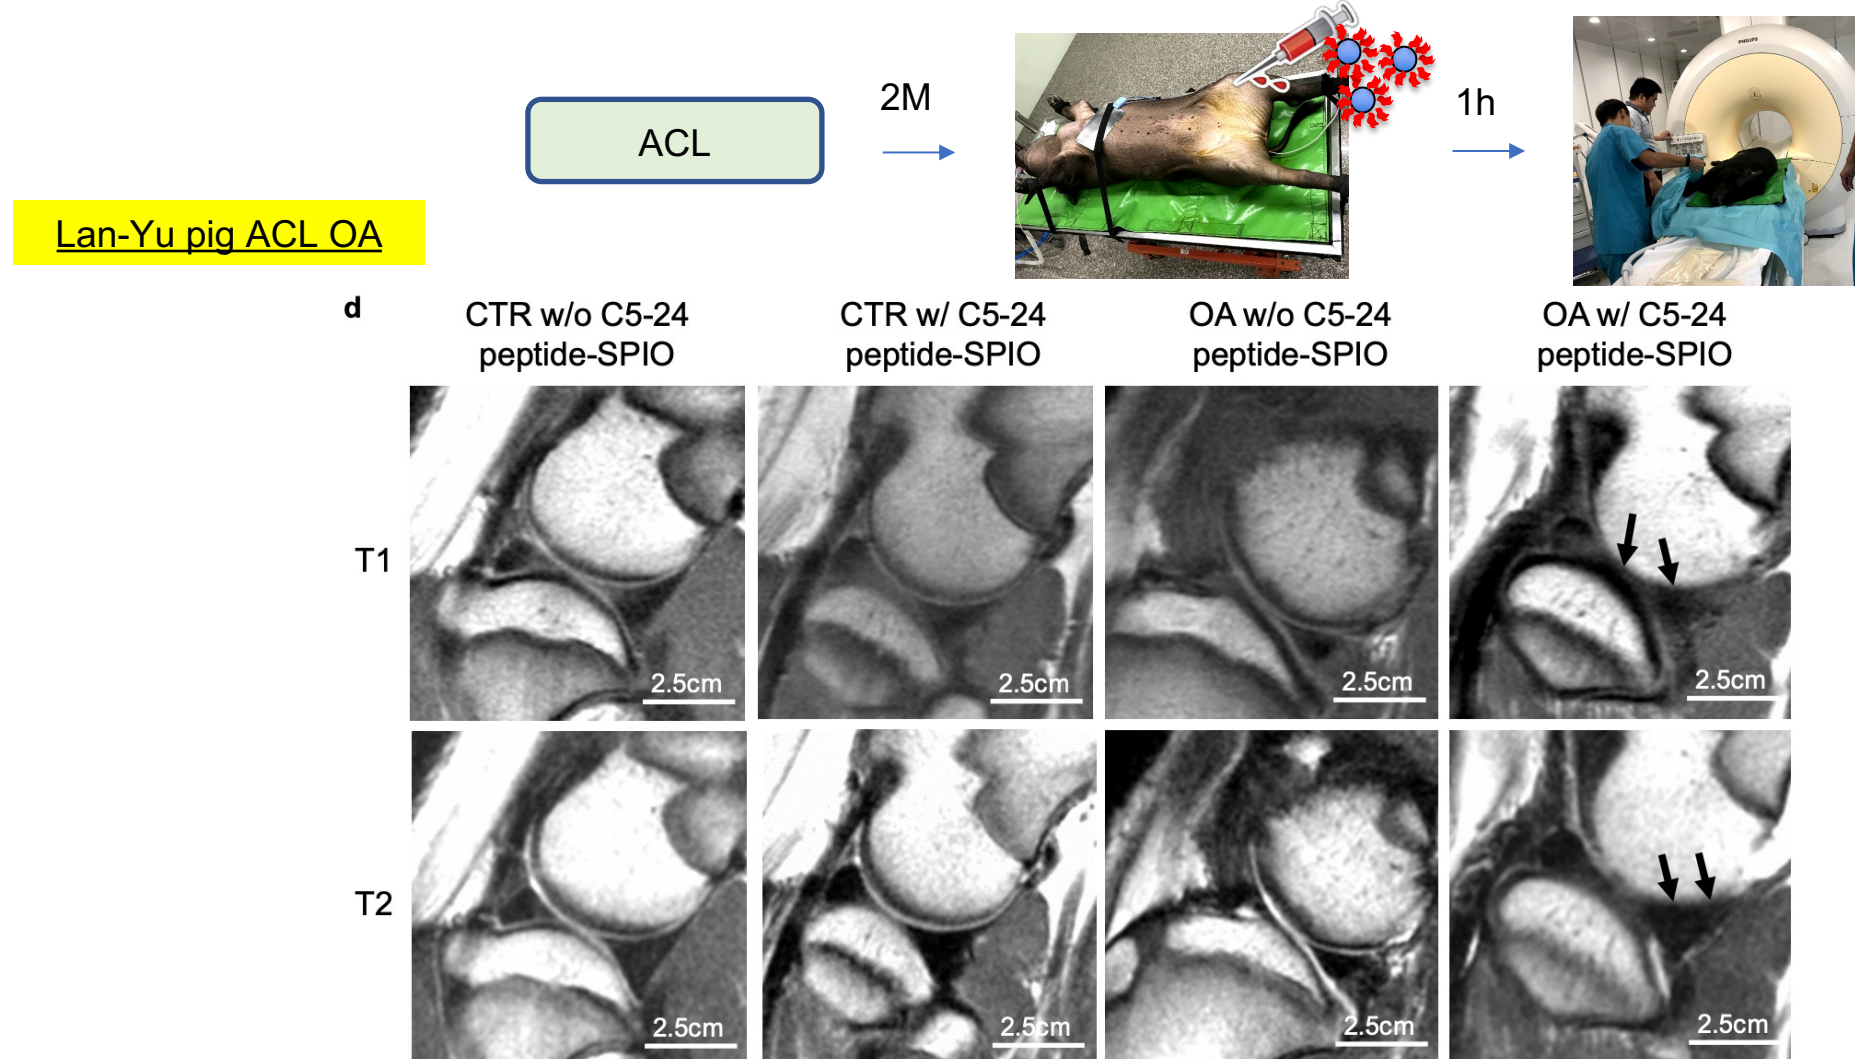 ACL
2M
1h
PHILIPS
Lan-Yu pig ACL OA
d
CTR w/o C5-24
peptide-SPIO
CTR w/ C5-24
peptide-SPIO
OA w/o C5-24
peptide-SPIO
OA w/ C5-24
peptide-SPIO
T1
2.5cm
2.5cm
2.5cm
2.5cm
T2
2.5cm
2.5cm
2.5cm
2.5cm